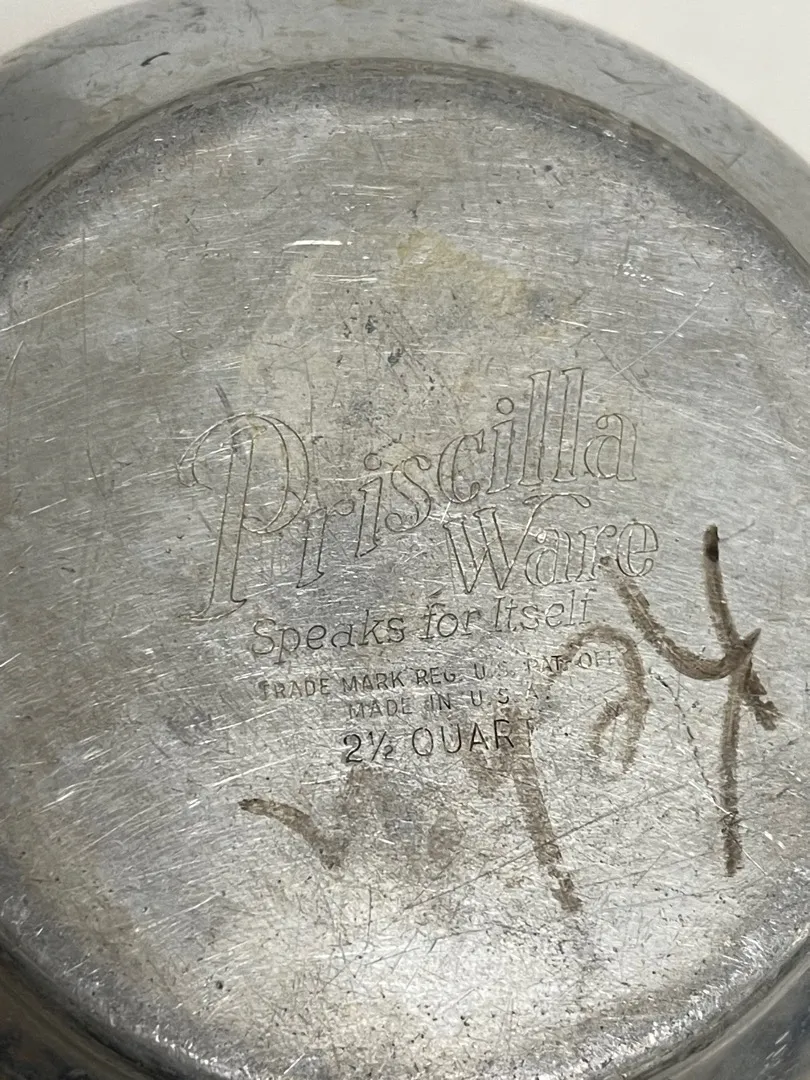 Priscilla
Ware
Speaks for Itself
TRADE MARK REG. U.S. PAT. OFF.
MADE IN U.S.A.
2½ QUART